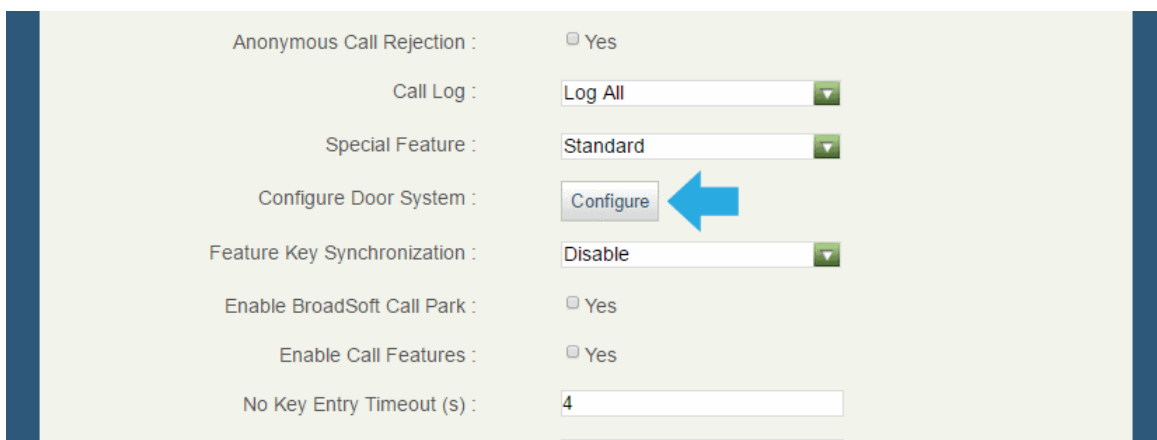 Anonymous Call Rejection : Yes
Call Log : Log All
Special Feature : Standard
Configure Door System : Configure
Feature Key Synchronization : Disable
Enable BroadSoft Call Park : Yes
Enable Call Features : Yes
No Key Entry Timeout (s) : 4